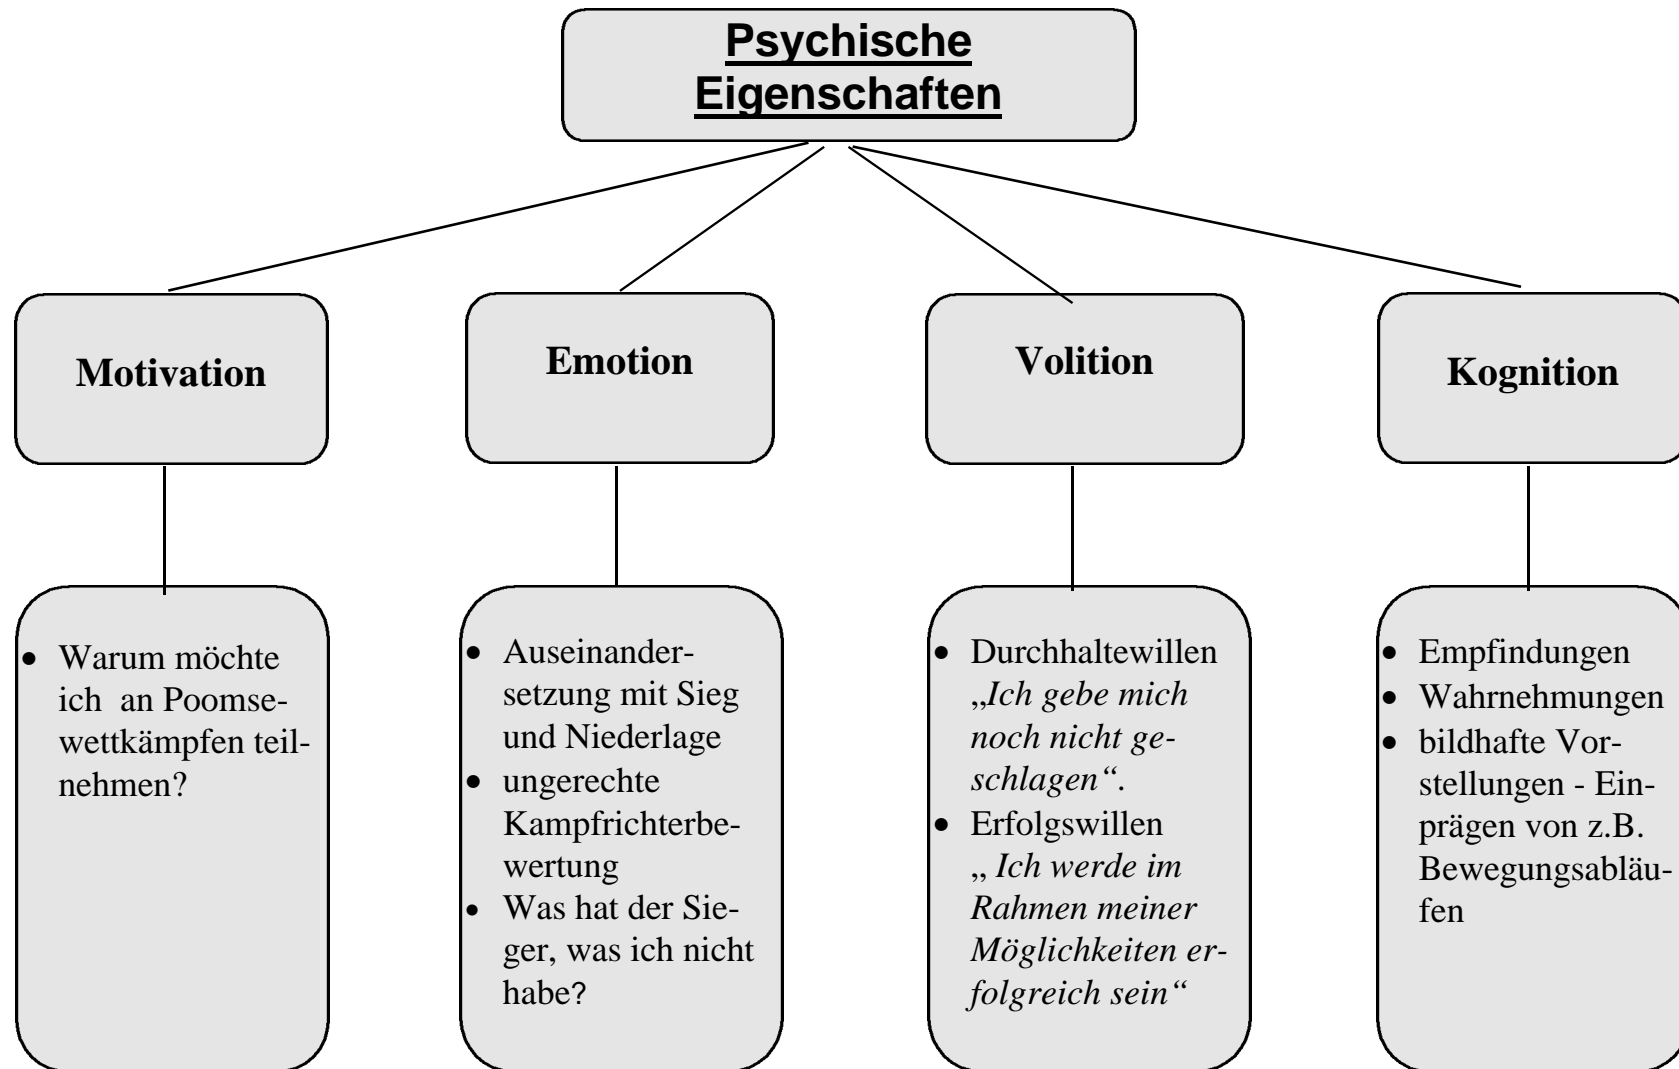 Psychische
Eigenschaften
Motivation
Emotion
Volition
Kognition
• Warum möchte
ich an Poomse-
wettkämpfen teil-
nehmen?
• Auseinander-
setzung mit Sieg
und Niederlage
• ungerechte
Kampfrichterbe-
wertung
• Was hat der Sie-
ger, was ich nicht
habe?
• Durchhaltewillen
„Ich gebe mich
noch nicht ge-
schlagen“.
• Erfolgswillen
„ Ich werde im
Rahmen meiner
Möglichkeiten er-
folgreich sein“
• Empfindungen
• Wahrnehmungen
• bildhafte Vor-
stellungen - Ein-
prägen von z.B.
Bewegungsabläu-
fen